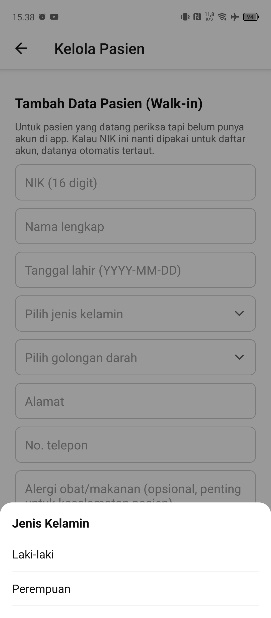 15.38
Kelola Pasien
Tambah Data Pasien (Walk-in)
Untuk pasien yang datang periksa tapi belum punya
akun di app. Kalau NIK ini nanti dipakai untuk daftar
akun, datanya otomatis tertaut.
NIK (16 digit)
Nama lengkap
Tanggal lahir (YYYY-MM-DD)
Pilih jenis kelamin
Pilih golongan darah
Alamat
No. telepon
Alergi obat/makanan (opsional, penting
Jenis Kelamin
Laki-laki
Perempuan